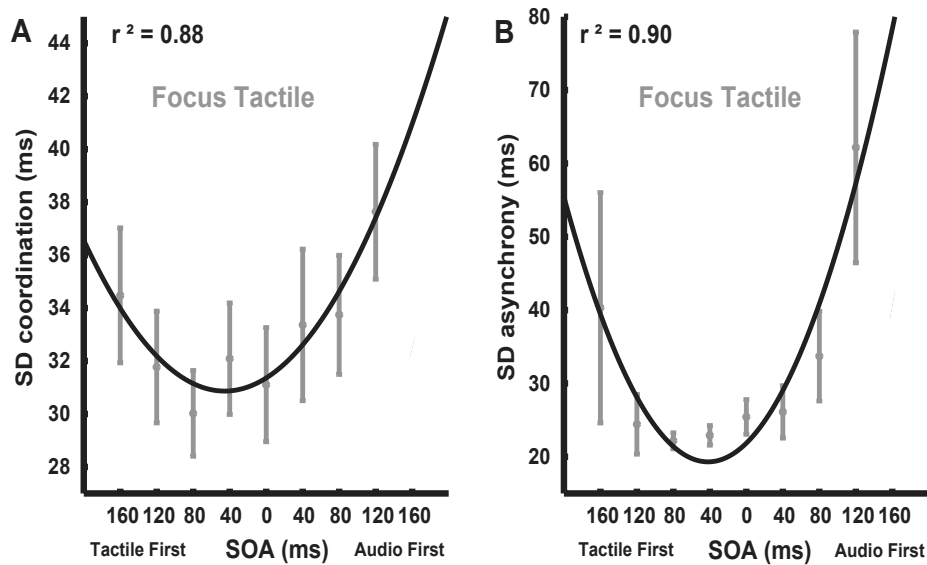 A
r ² = 0.88
Focus Tactile
SD coordination (ms)
44
42
40
38
36
34
32
30
28
160 120 80 40 0 40 80 120 160
Tactile First SOA (ms) Audio First
B
r ² = 0.90
Focus Tactile
SD asynchrony (ms)
80
70
60
50
40
30
20
160 120 80 40 0 40 80 120 160
Tactile First SOA (ms) Audio First